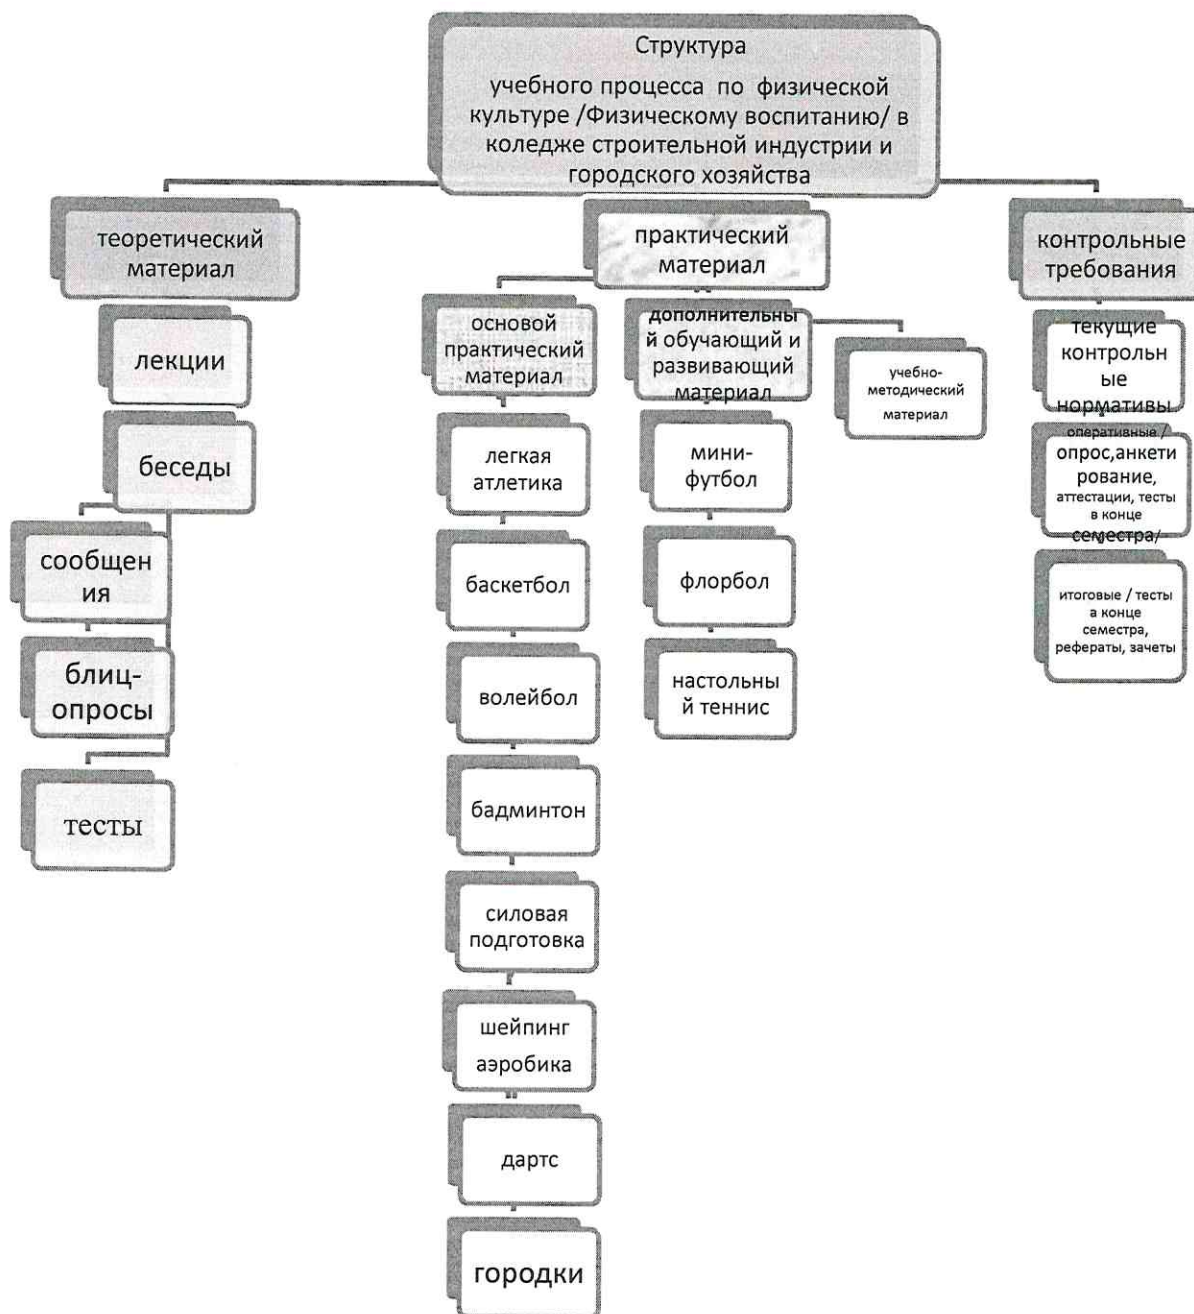 Структура
учебного процесса по физической
культуре /Физическому воспитанию/ в
коледже строительной индустрии и
городского хозяйства
теоретический
материал
лекции
беседы
сообщен
ия
блиц-
опросы
тесты
практический
материал
основой
практический
материал
легкая
атлетика
баскетбол
волейбол
бадминтон
силовая
подготовка
шейпинг
аэробика
дартс
городки
дополнительны
й обучающий и
развивающий
материал
мини-
футбол
флорбол
настольны
й теннис
учебно-
методический
материал
контрольные
требования
текущие
контрольн
ые
нормативы
оперативные /
опрос,анкети
рование,
аттестации, тесты
в конце
семестра/
итоговые / тесты
а конце
семестра,
рефераты, зачеты